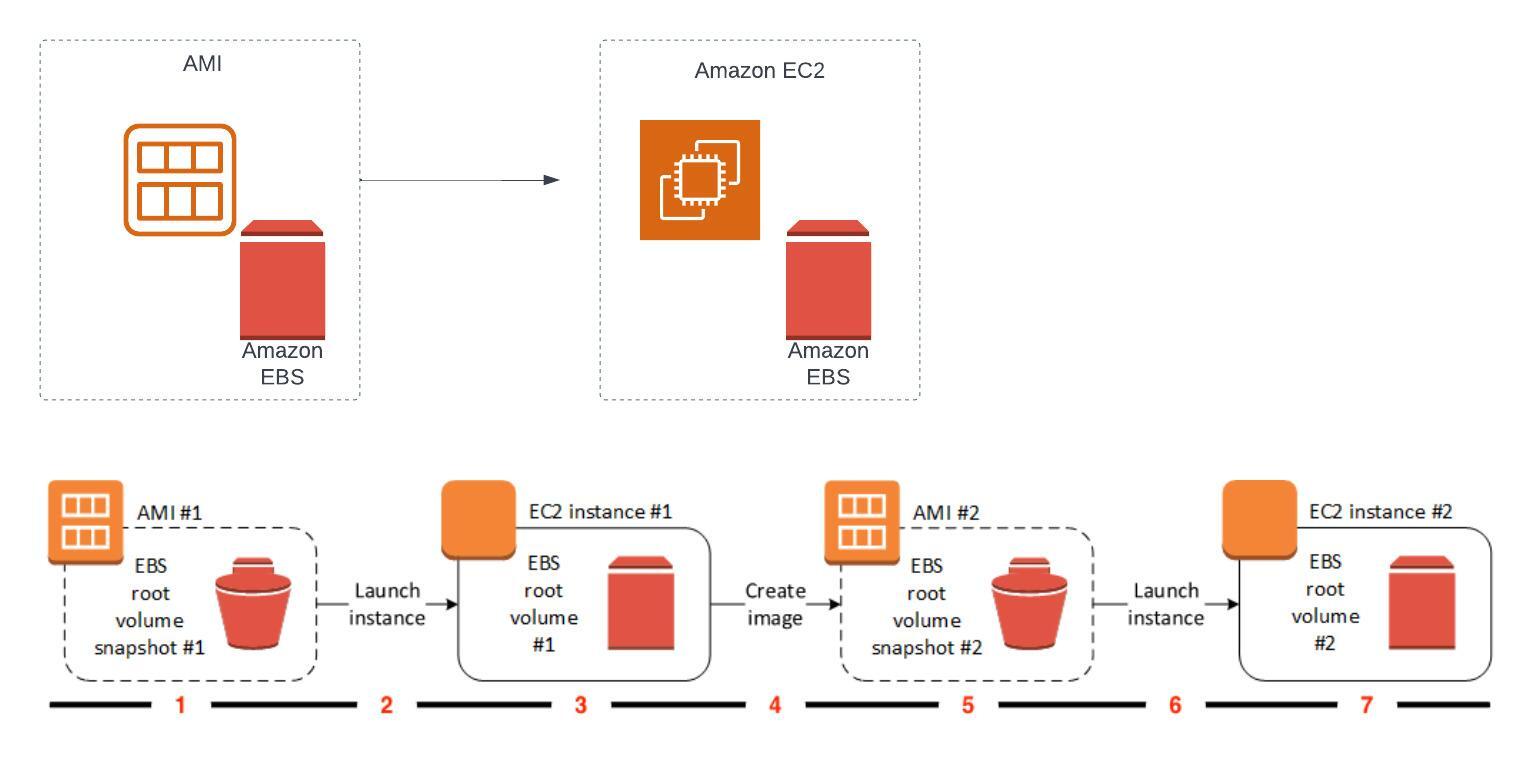 AMI
Amazon EC2
Amazon
EBS
Amazon
EBS
AMI #1
EBS
root
volume
snapshot #1
Launch
instance
EC2 instance #1
EBS
root
volume
#1
Create
image
AMI #2
EBS
root
volume
snapshot #2
Launch
instance
EC2 instance #2
EBS
root
volume
#2
1 2 3 4 5 6 7